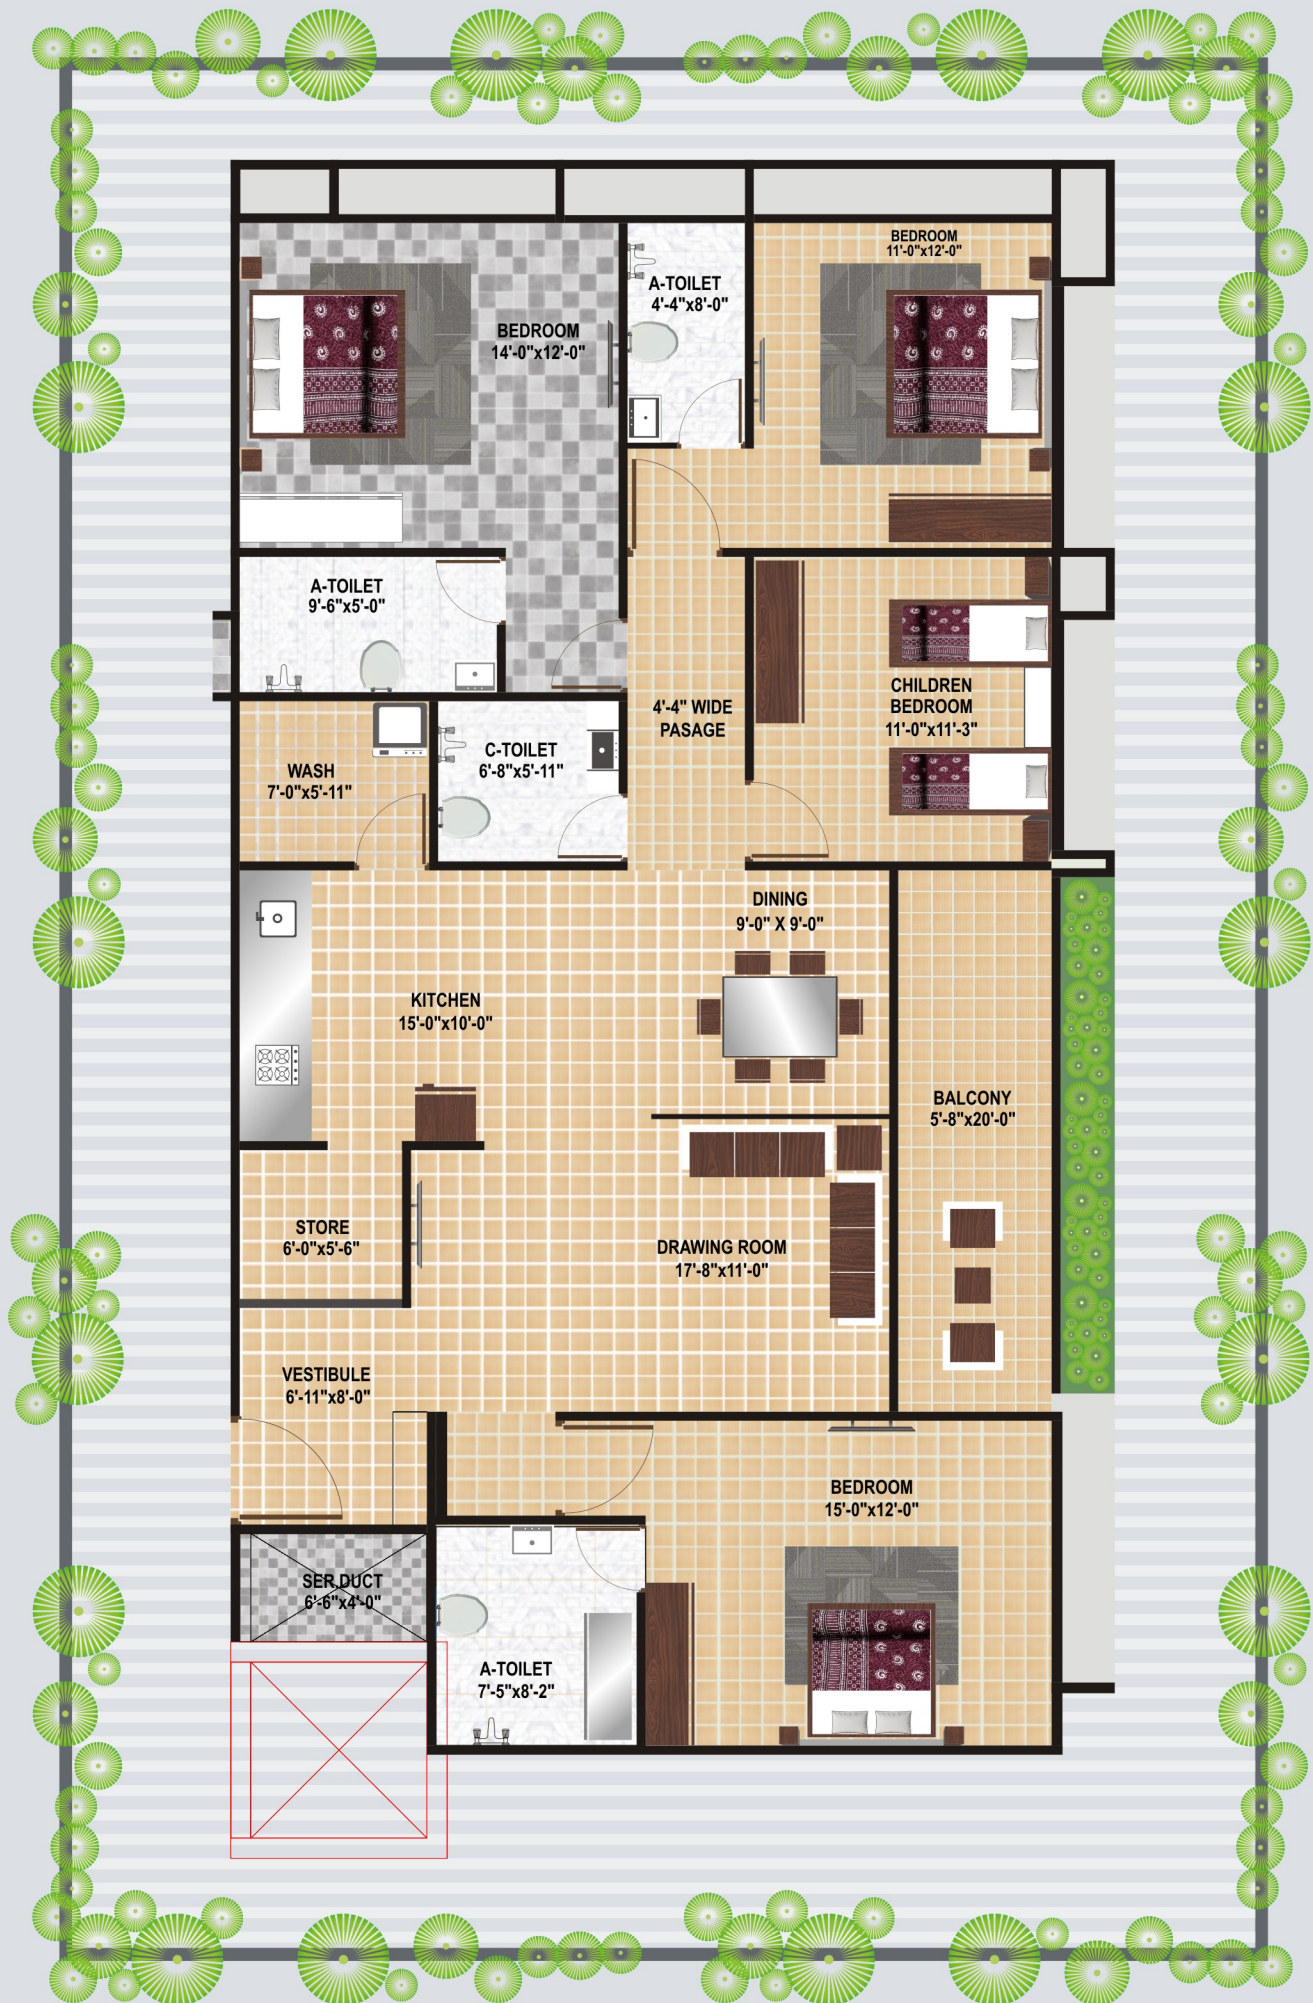 BEDROOM
11'-0"x12'-0"
A-TOILET
4'-4"x8'-0"
BEDROOM
14'-0"x12'-0"
A-TOILET
9'-6"x5'-0"
CHILDREN
BEDROOM
11'-0"x11'-3"
4'-4" WIDE
PASAGE
C-TOILET
6'-8"x5'-11"
WASH
7'-0"x5'-11"
DINING
9'-0" X 9'-0"
KITCHEN
15'-0"x10'-0"
BALCONY
5'-8"x20'-0"
STORE
6'-0"x5'-6"
DRAWING ROOM
17'-8"x11'-0"
VESTIBULE
6'-11"x8'-0"
BEDROOM
15'-0"x12'-0"
SER.DUCT
6'-6"x4'-0"
A-TOILET
7'-5"x8'-2"